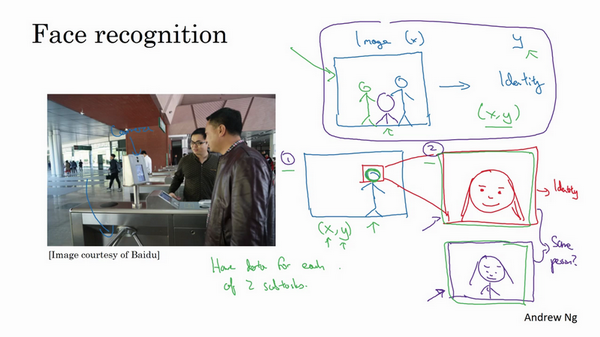 Face recognition
Image (x)
y
Identity
(x,y)
1
2
Identity
(x, y)
Same
person?
[Image courtesy of Baidu]
Have data for each
of 2 subtasks.
Andrew Ng